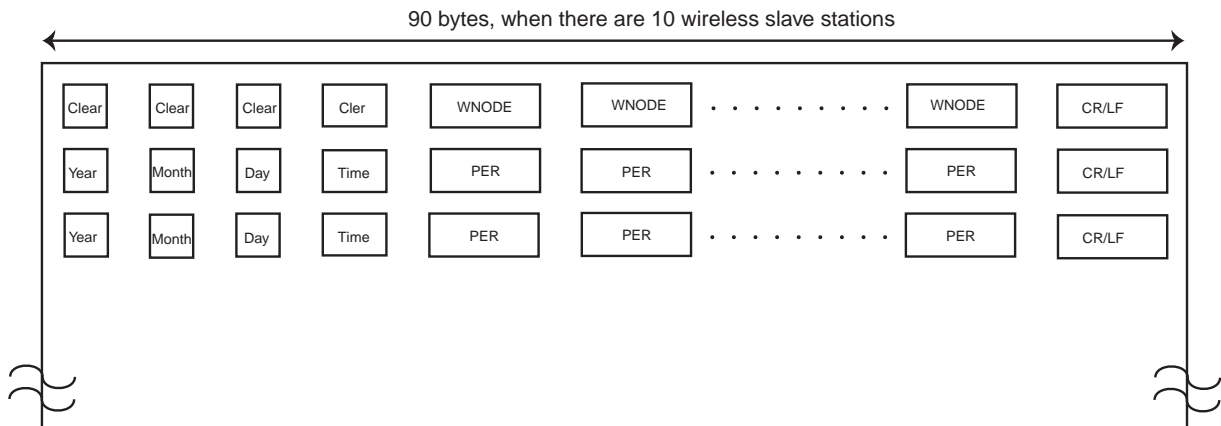 90 bytes, when there are 10 wireless slave stations
Clear Clear Clear Cler WNODE WNODE WNODE CR/LF
Year Month Day Time PER PER PER CR/LF
Year Month Day Time PER PER PER CR/LF